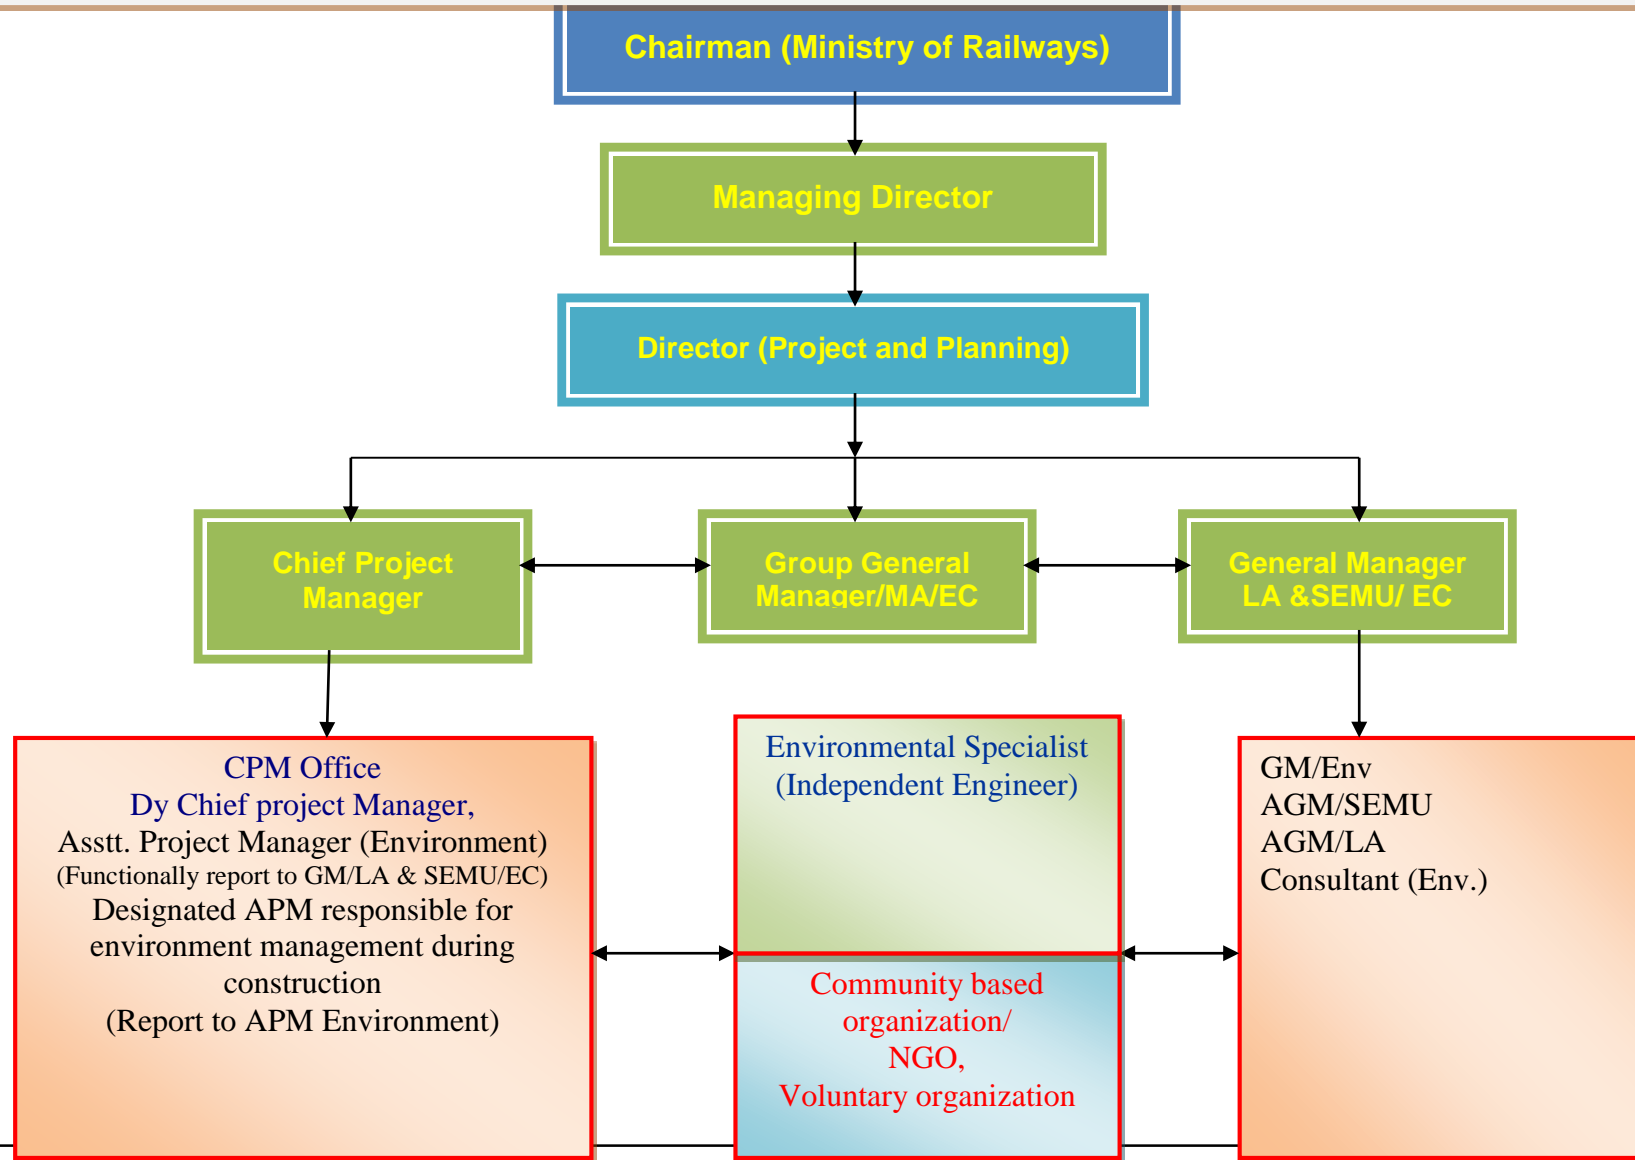 Chairman (Ministry of Railways)
Managing Director
Director (Project and Planning)
Chief Project
Manager
Group General
Manager/MA/EC
General Manager
LA &SEMU/ EC
CPM Office
Dy Chief project Manager,
Asstt. Project Manager (Environment)
(Functionally report to GM/LA & SEMU/EC)
Designated APM responsible for
environment management during
construction
(Report to APM Environment)
Environmental Specialist
(Independent Engineer)
Community based
organization/
NGO,
Voluntary organization
GM/Env
AGM/SEMU
AGM/LA
Consultant (Env.)